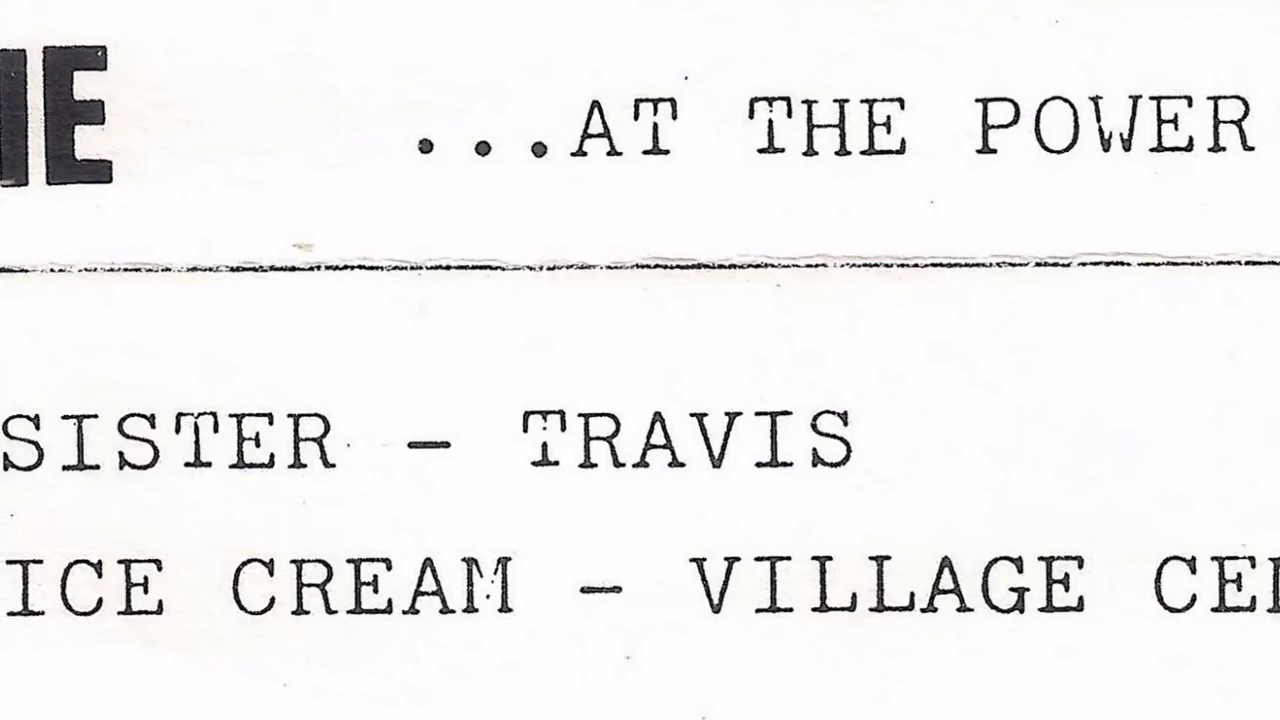 ...AT THE POWER
SISTER - TRAVIS
ICE CREAM - VILLAGE